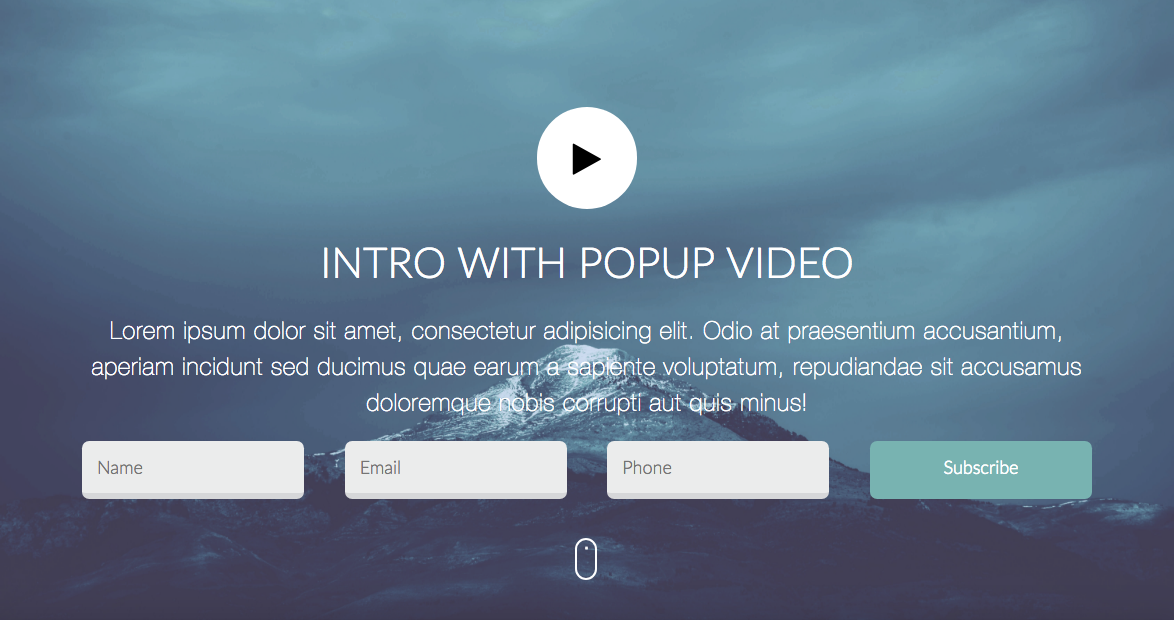 INTRO WITH POPUP VIDEO
Lorem ipsum dolor sit amet, consectetur adipisicing elit. Odio at praesentium accusantium,
aperiam incidunt sed ducimus quae earum a sapiente voluptatum, repudiandae sit accusamus
doloremque nobis corrupti aut quis minus!
Name
Email
Phone
Subscribe